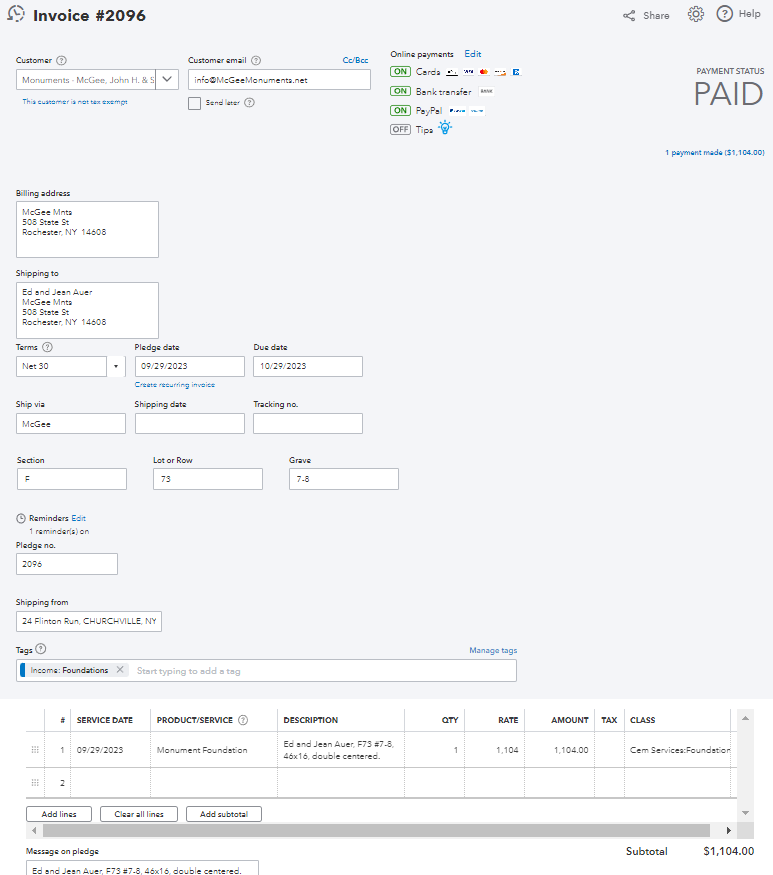 Invoice #2096
Share
Help
Customer
Customer email
Cc/Bcc
Monuments - McGee, John H. & S
info@McGeeMonuments.net
This customer is not tax exempt
Send later
Online payments Edit
ON Cards
ON Bank transfer BANK
ON PayPal
OFF Tips
PAYMENT STATUS
PAID
1 payment made ($1,104.00)
Billing address
McGee Mnts
508 State St
Rochester, NY 14608
Shipping to
Ed and Jean Auer
McGee Mnts
508 State St
Rochester, NY 14608
Terms Pledge date Due date
Net 30 09/29/2023 10/29/2023
Create recurring invoice
Ship via Shipping date Tracking no.
McGee
Section Lot or Row Grave
F 73 7-8
Reminders Edit
1 reminder(s) on
Pledge no.
2096
Shipping from
24 Flinton Run, CHURCHVILLE, NY
Tags Manage tags
Income: Foundations Start typing to add a tag
# SERVICE DATE PRODUCT/SERVICE DESCRIPTION QTY RATE AMOUNT TAX CLASS
1 09/29/2023 Monument Foundation Ed and Jean Auer, F73 #7-8, 1 1,104 1,104.00 Cem Services:Foundation
46x16, double centered.
2
Add lines Clear all lines Add subtotal
Message on pledge Subtotal $1,104.00
Ed and Jean Auer, F73 #7-8, 46x16, double centered.